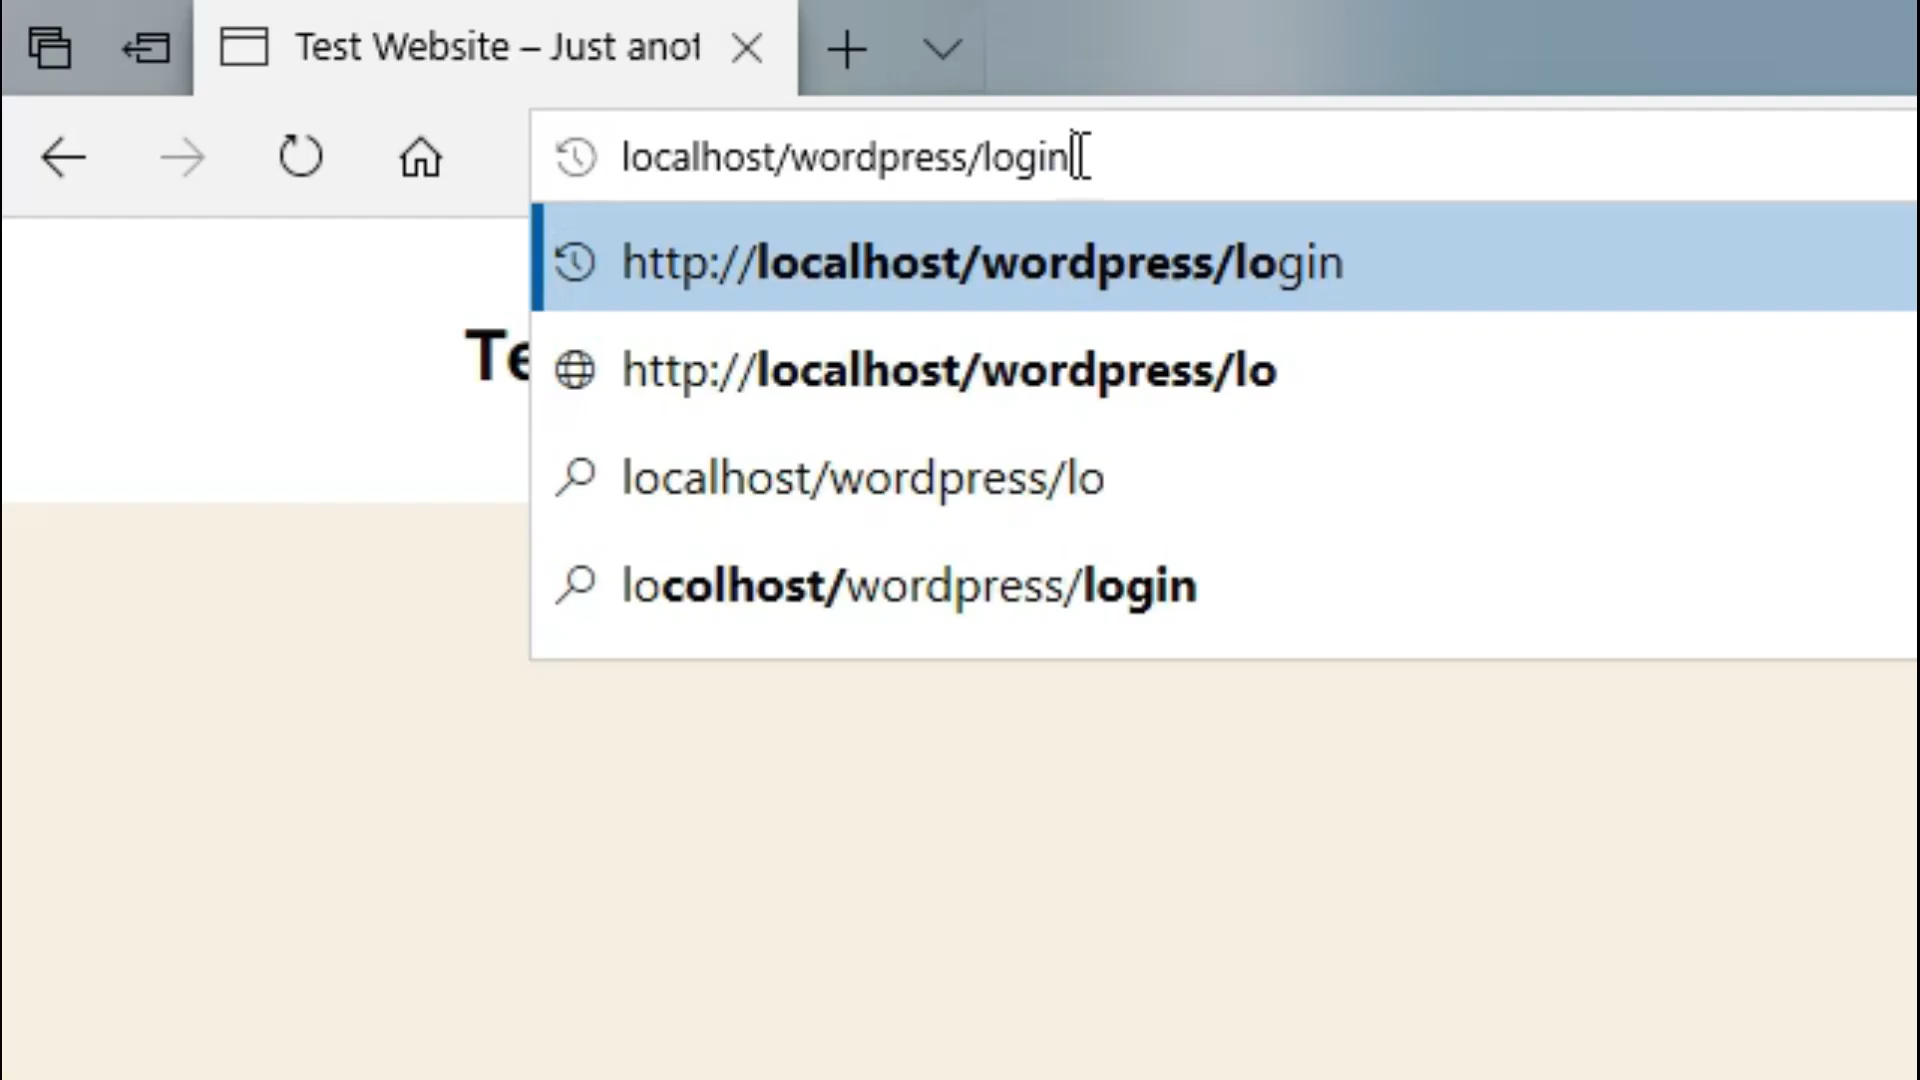 Test Website – Just anot
localhost/wordpress/login
http://localhost/wordpress/login
http://localhost/wordpress/lo
Te
localhost/wordpress/lo
locolhost/wordpress/login